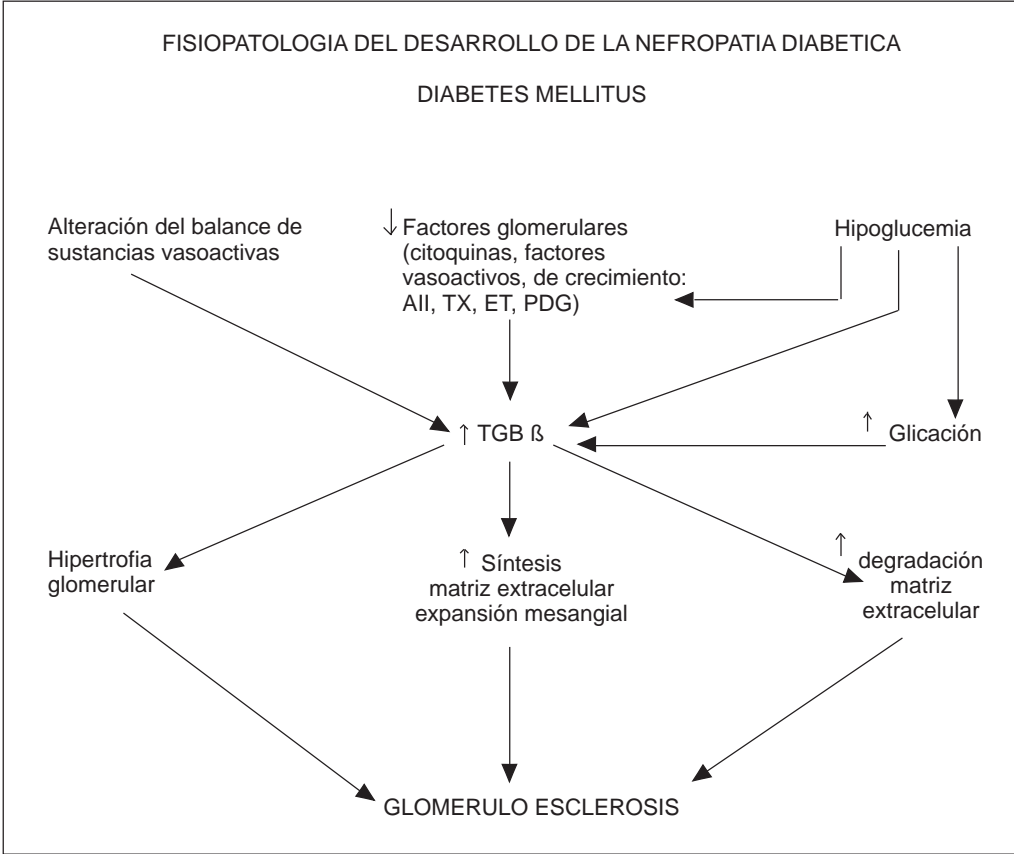 FISIOPATOLOGIA DEL DESARROLLO DE LA NEFROPATIA DIABETICA
DIABETES MELLITUS
Alteración del balance de
sustancias vasoactivas
↓ Factores glomerulares
(citoquinas, factores
vasoactivos, de crecimiento:
AII, TX, ET, PDG)
Hipoglucemia
↑ TGB ß
↑ Glicación
Hipertrofia
glomerular
↑ Síntesis
matriz extracelular
expansión mesangial
↑ degradación
matriz
extracelular
GLOMERULO ESCLEROSIS